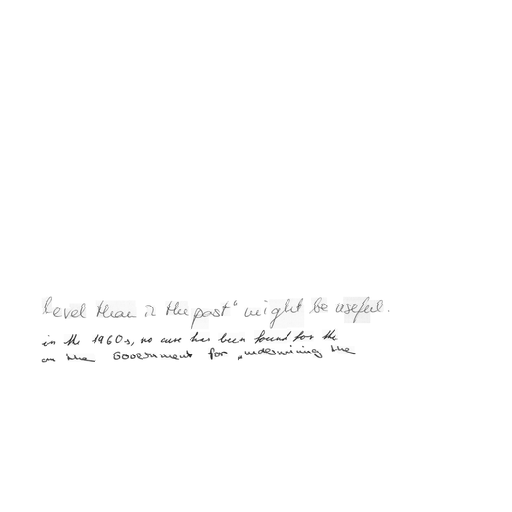 level than in the past" might be useful.
in the 1960s, no cure has been found for the
on the Government for "undermining the